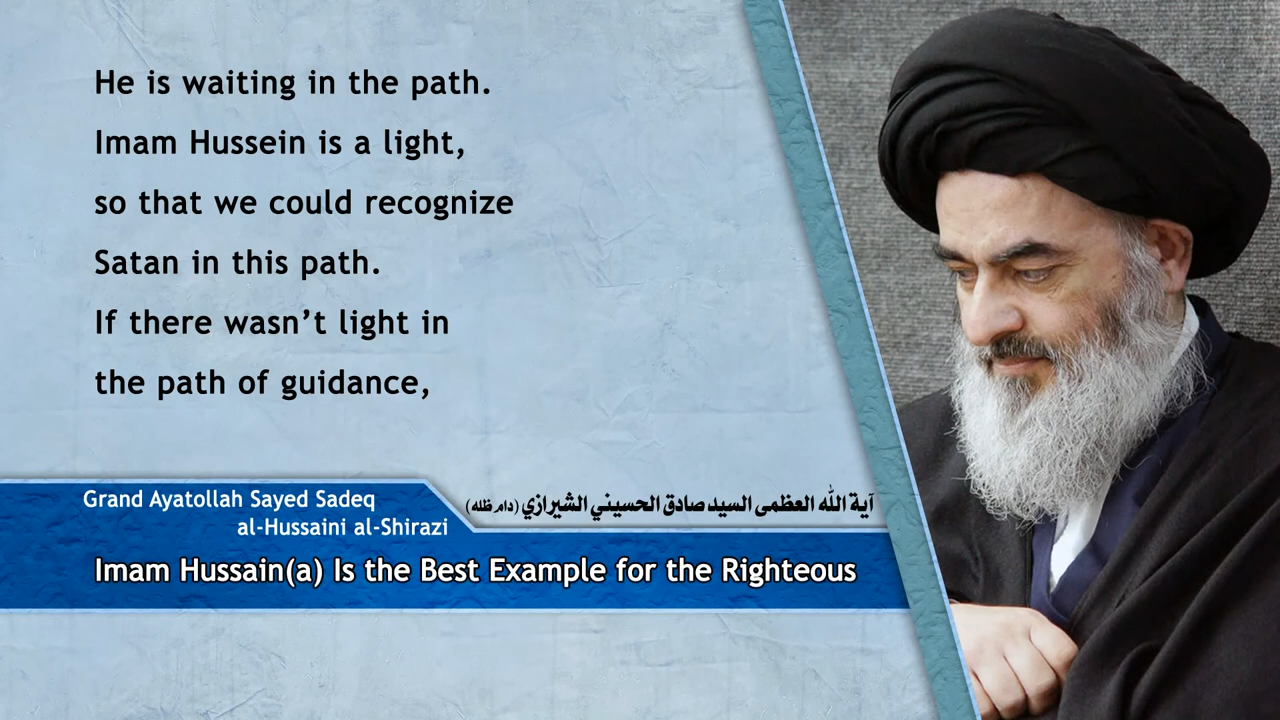 He is waiting in the path.
Imam Hussein is a light,
so that we could recognize
Satan in this path.
If there wasn’t light in
the path of guidance,
Grand Ayatollah Sayed Sadeq
al-Hussaini al-Shirazi
آية الله العظمى السيد صادق الحسيني الشيرازي (دام ظله)
Imam Hussain(a) Is the Best Example for the Righteous